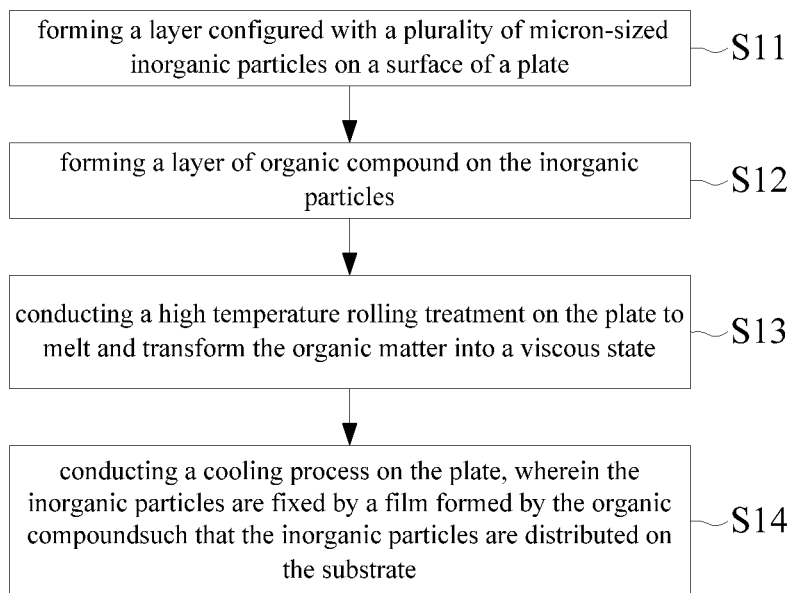 forming a layer configured with a plurality of micron-sized
inorganic particles on a surface of a plate
S11
forming a layer of organic compound on the inorganic
particles
S12
conducting a high temperature rolling treatment on the plate to
melt and transform the organic matter into a viscous state
S13
conducting a cooling process on the plate, wherein the
inorganic particles are fixed by a film formed by the organic
compoundsuch that the inorganic particles are distributed on
the substrate
S14